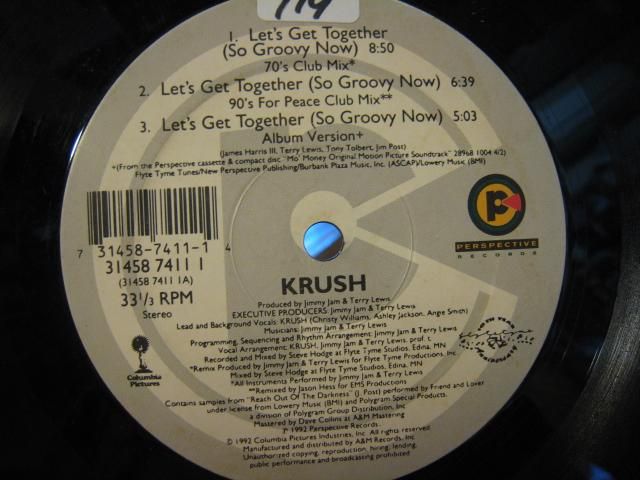 1. Let's Get Together
(So Groovy Now) 8:50
70's Club Mix*
2. Let's Get Together (So Groovy Now) 6:39
90's For Peace Club Mix**
3. Let's Get Together (So Groovy Now) 5:03
Album Version+
(James Harris III, Terry Lewis, Tony Tolbert, Jim Post)
+(From the Perspective cassette & compact disc "Mo' Money Original Motion Picture Soundtrack" 28968 1004 4/2)
Flyte Tyme Tunes/New Perspective Publishing/Burbank Plaza Music, Inc. (ASCAP)/Lowery Music (BMI)
7 31458-7411-1 4
31458 7411 1
(31458 7411 1A)
33 1/3 RPM
Stereo
Columbia
Pictures
P
PERSPECTIVE
RECORDS
KRUSH
Produced by Jimmy Jam & Terry Lewis
EXECUTIVE PRODUCERS: Jimmy Jam & Terry Lewis
Lead and Background Vocals: KRUSH (Christy Williams, Ashley Jackson, Angie Smith)
Musicians: Jimmy Jam & Terry Lewis
Programming, Sequencing and Rhythm Arrangement: Jimmy Jam & Terry Lewis
Vocal Arrangement: KRUSH, Jimmy Jam & Terry Lewis, prof. t.
Recorded and Mixed by Steve Hodge at Flyte Tyme Studios, Edina, MN
*Remix Produced by Jimmy Jam & Terry Lewis for Flyte Tyme Productions, Inc.
Mixed by Steve Hodge at Flyte Tyme Studios, Edina, MN
*All Instruments Performed by Jimmy Jam & Terry Lewis
**Remixed by Jason Hess for EMS Productions
Contains samples from "Reach Out Of The Darkness" (J. Post) performed by Friend and Lover
under license from Lowery Music (BMI) and Polygram Special Products,
a division of Polygram Group Distribution, Inc
Mastered by Dave Collins at A&M Mastering
℗ 1992 Perspective Records
© 1992 Columbia Pictures Industries, Inc. All rights reserved.
Manufactured and distributed by A&M Records, Inc.
Unauthorized copying, reproduction, hiring, lending,
public performance and broadcasting prohibited
10TH YEAR